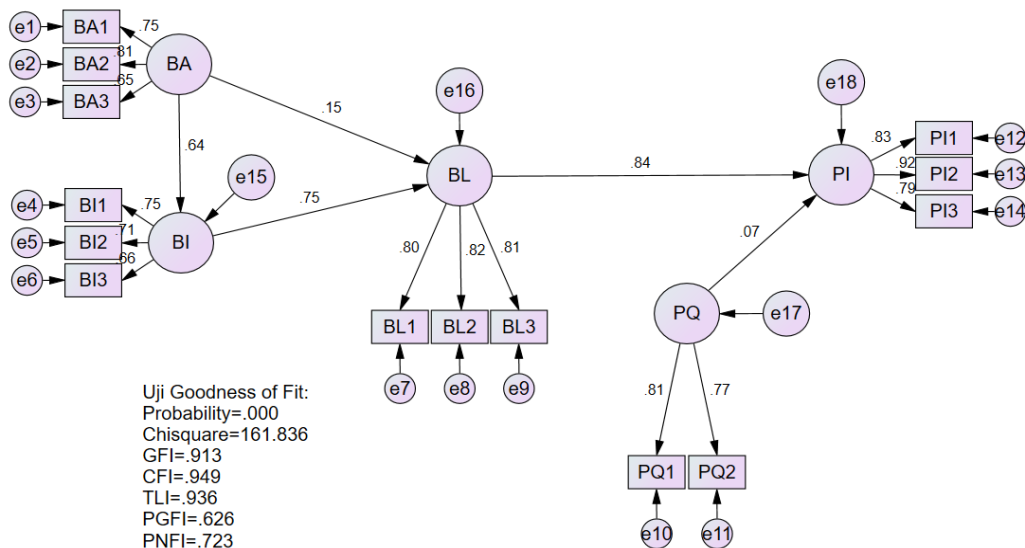 e1
BA1
.75
e2
BA2
.81
BA
e3
BA3
.65
e16
e18
.15
.64
.83
PI1
e12
BL
.84
PI
.92
PI2
e13
e15
.79
PI3
e14
e4
BI1
.75
.75
e5
BI2
.71
BI
e6
BI3
.66
.80
.82
.81
.07
PQ
e17
BL1
BL2
BL3
e7
e8
e9
.81
.77
Uji Goodness of Fit:
Probability=.000
Chisquare=161.836
GFI=.913
CFI=.949
TLI=.936
PGFI=.626
PNFI=.723
PQ1
PQ2
e10
e11